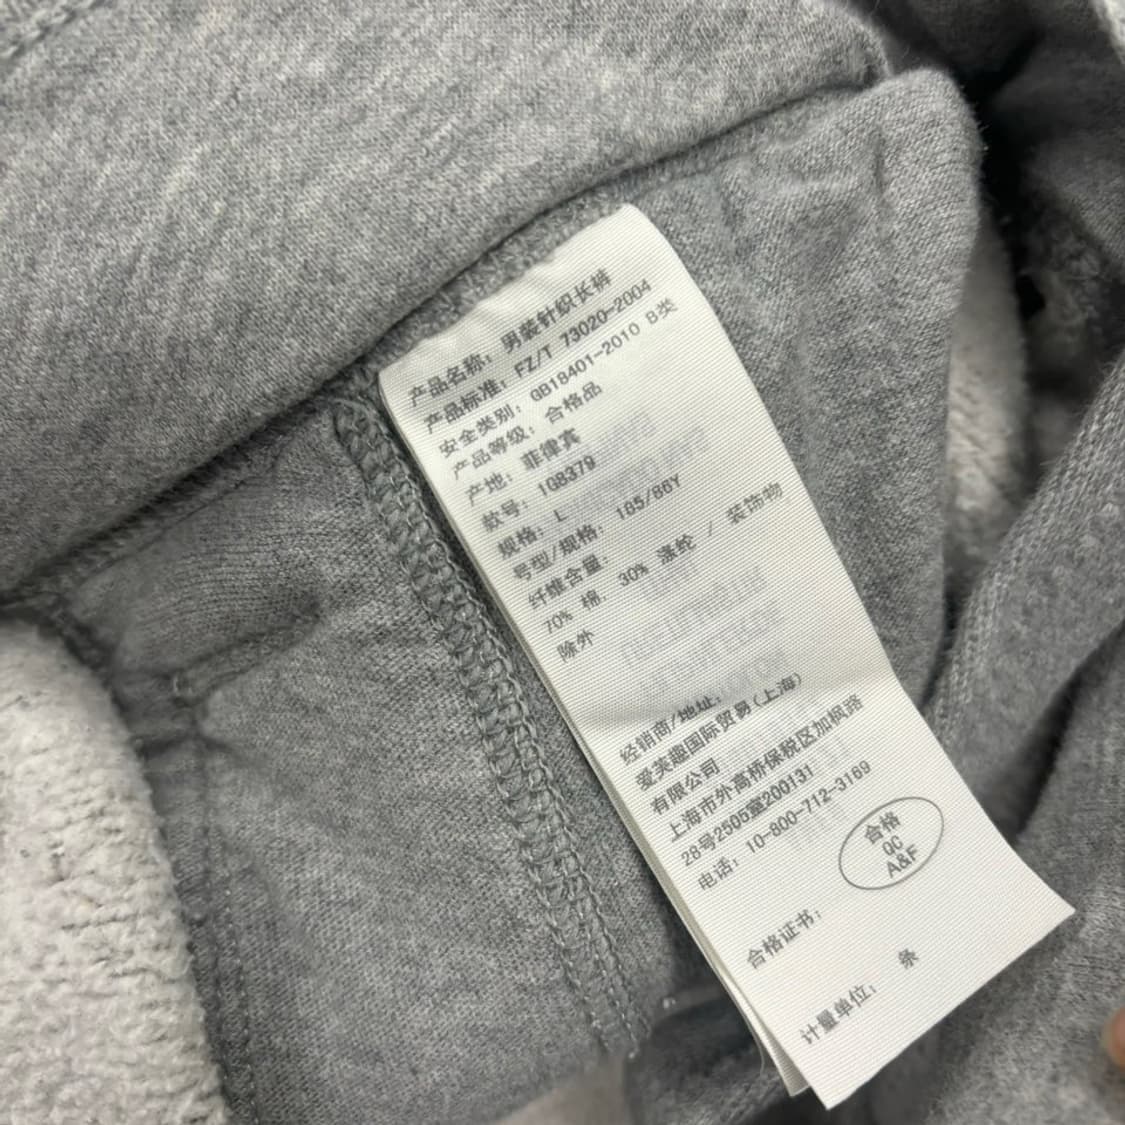 产品名称: 男装针织长裤
产品标准: FZ/T 73020-2004
安全类别: GB18401-2010 B类
产品等级: 合格品
产地: 菲律宾
款号: 1G8379
规格: L
号型/规格: 185/86Y
纤维含量:
70% 棉. 30% 涤纶 / 装饰物
除外
经销商/地址:
爱芙趣国际贸易(上海)
有限公司
上海市外高桥保税区加枫路
28号2505室200131
电话: 10-800-712-3169
合格
QC
A&F
合格证书:
计量单位: 条